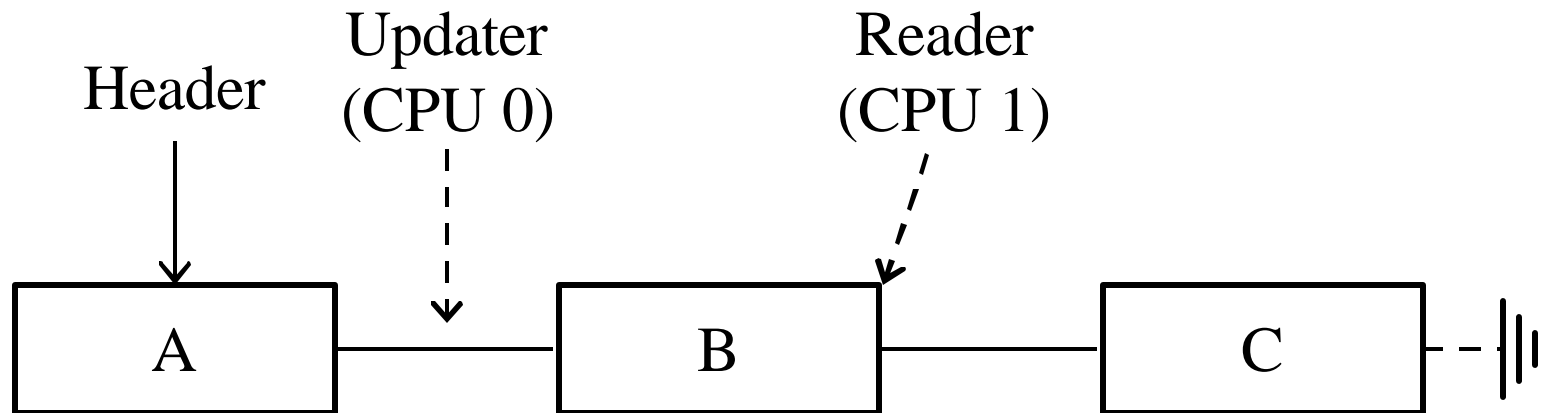 Header
Updater
(CPU 0)
Reader
(CPU 1)
A
B
C